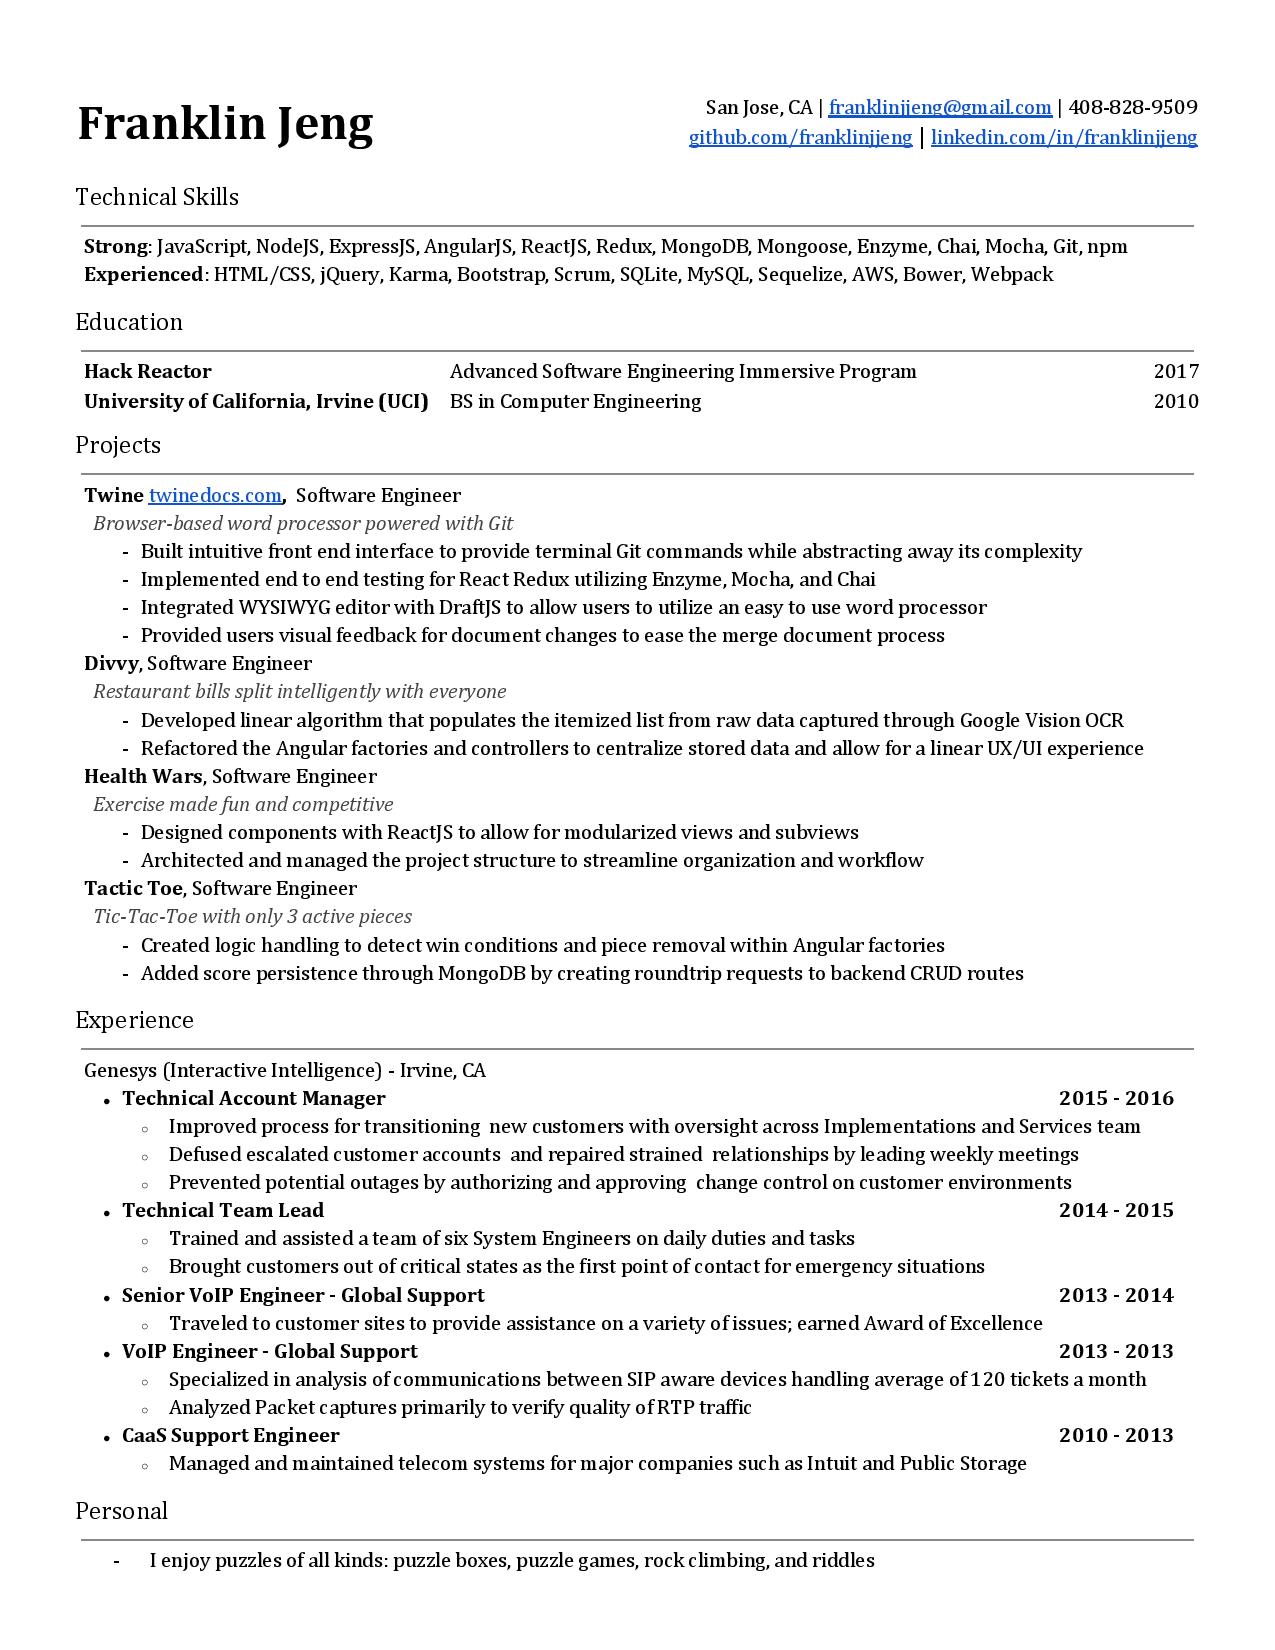 Franklin Jeng
San Jose, CA | franklinjjeng@gmail.com | 408-828-9509
github.com/franklinjjeng | linkedin.com/in/franklinjjeng
Technical Skills
Strong: JavaScript, NodeJS, ExpressJS, AngularJS, ReactJS, Redux, MongoDB, Mongoose, Enzyme, Chai, Mocha, Git, npm
Experienced: HTML/CSS, jQuery, Karma, Bootstrap, Scrum, SQLite, MySQL, Sequelize, AWS, Bower, Webpack
Education
Hack Reactor Advanced Software Engineering Immersive Program 2017
University of California, Irvine (UCI) BS in Computer Engineering 2010
Projects
Twine twinedocs.com, Software Engineer
Browser-based word processor powered with Git
- Built intuitive front end interface to provide terminal Git commands while abstracting away its complexity
- Implemented end to end testing for React Redux utilizing Enzyme, Mocha, and Chai
- Integrated WYSIWYG editor with DraftJS to allow users to utilize an easy to use word processor
- Provided users visual feedback for document changes to ease the merge document process
Divvy, Software Engineer
Restaurant bills split intelligently with everyone
- Developed linear algorithm that populates the itemized list from raw data captured through Google Vision OCR
- Refactored the Angular factories and controllers to centralize stored data and allow for a linear UX/UI experience
Health Wars, Software Engineer
Exercise made fun and competitive
- Designed components with ReactJS to allow for modularized views and subviews
- Architected and managed the project structure to streamline organization and workflow
Tactic Toe, Software Engineer
Tic-Tac-Toe with only 3 active pieces
- Created logic handling to detect win conditions and piece removal within Angular factories
- Added score persistence through MongoDB by creating roundtrip requests to backend CRUD routes
Experience
Genesys (Interactive Intelligence) - Irvine, CA
• Technical Account Manager 2015 - 2016
○ Improved process for transitioning new customers with oversight across Implementations and Services team
○ Defused escalated customer accounts and repaired strained relationships by leading weekly meetings
○ Prevented potential outages by authorizing and approving change control on customer environments
• Technical Team Lead 2014 - 2015
○ Trained and assisted a team of six System Engineers on daily duties and tasks
○ Brought customers out of critical states as the first point of contact for emergency situations
• Senior VoIP Engineer - Global Support 2013 - 2014
○ Traveled to customer sites to provide assistance on a variety of issues; earned Award of Excellence
• VoIP Engineer - Global Support 2013 - 2013
○ Specialized in analysis of communications between SIP aware devices handling average of 120 tickets a month
○ Analyzed Packet captures primarily to verify quality of RTP traffic
• CaaS Support Engineer 2010 - 2013
○ Managed and maintained telecom systems for major companies such as Intuit and Public Storage
Personal
- I enjoy puzzles of all kinds: puzzle boxes, puzzle games, rock climbing, and riddles